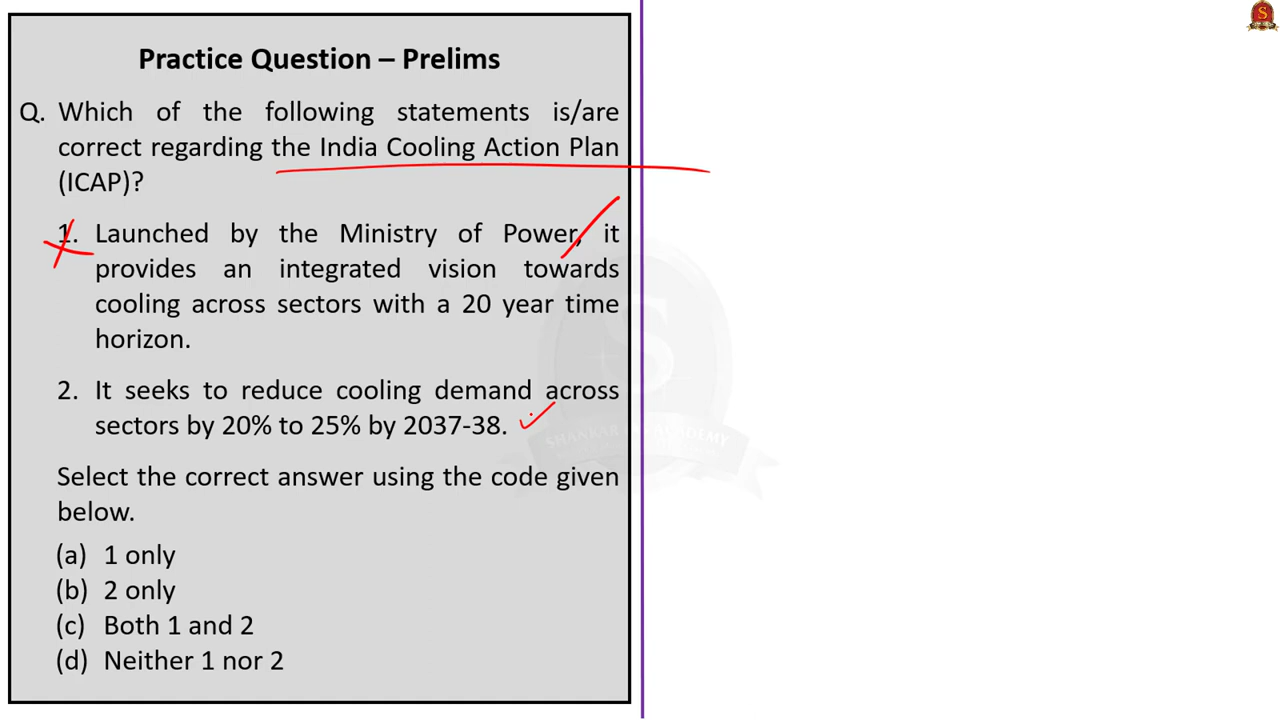 Practice Question – Prelims
Q. Which of the following statements is/are
correct regarding the India Cooling Action Plan
(ICAP)?
1. Launched by the Ministry of Power, it
provides an integrated vision towards
cooling across sectors with a 20 year time
horizon.
2. It seeks to reduce cooling demand across
sectors by 20% to 25% by 2037-38.
Select the correct answer using the code given
below.
(a) 1 only
(b) 2 only
(c) Both 1 and 2
(d) Neither 1 nor 2